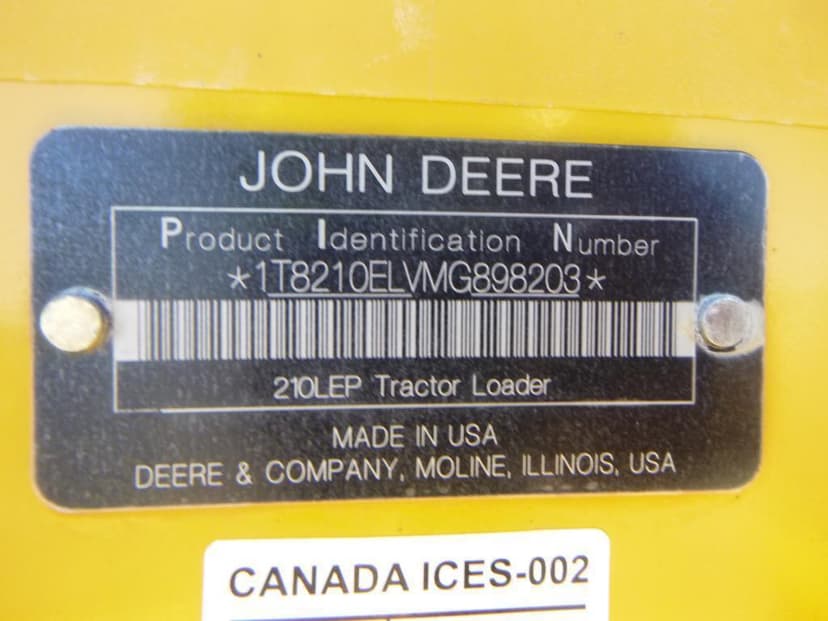 JOHN DEERE
Product Identification Number
*1T8210ELVMG898203*
210LEP Tractor Loader
MADE IN USA
DEERE & COMPANY, MOLINE, ILLINOIS, USA
CANADA ICES-002